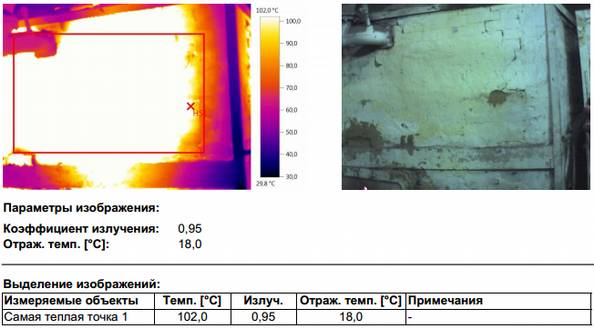 102,0 °C
100,0
90,0
80,0
70,0
60,0
50,0
40,0
30,0
29,8 °C
HS1
Параметры изображения:
Коэффициент излучения: 0,95
Отраж. темп. [°C]: 18,0
Выделение изображений:
Измеряемые объекты Темп. [°C] Излуч. Отраж. темп. [°C] Примечания
Самая теплая точка 1 102,0 0,95 18,0 -